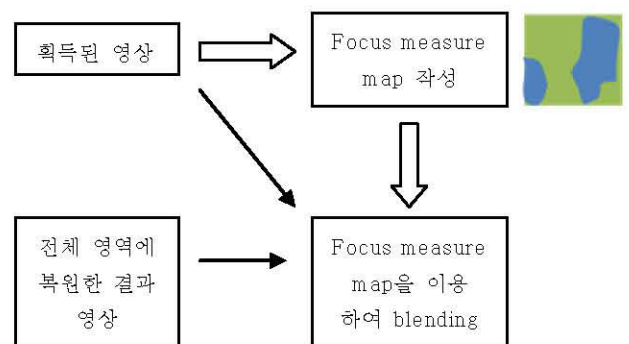 획득된 영상
Focus measure
map 작성
전체 영역에
복원한 결과
영상
Focus measure
map을 이용
하여 blending